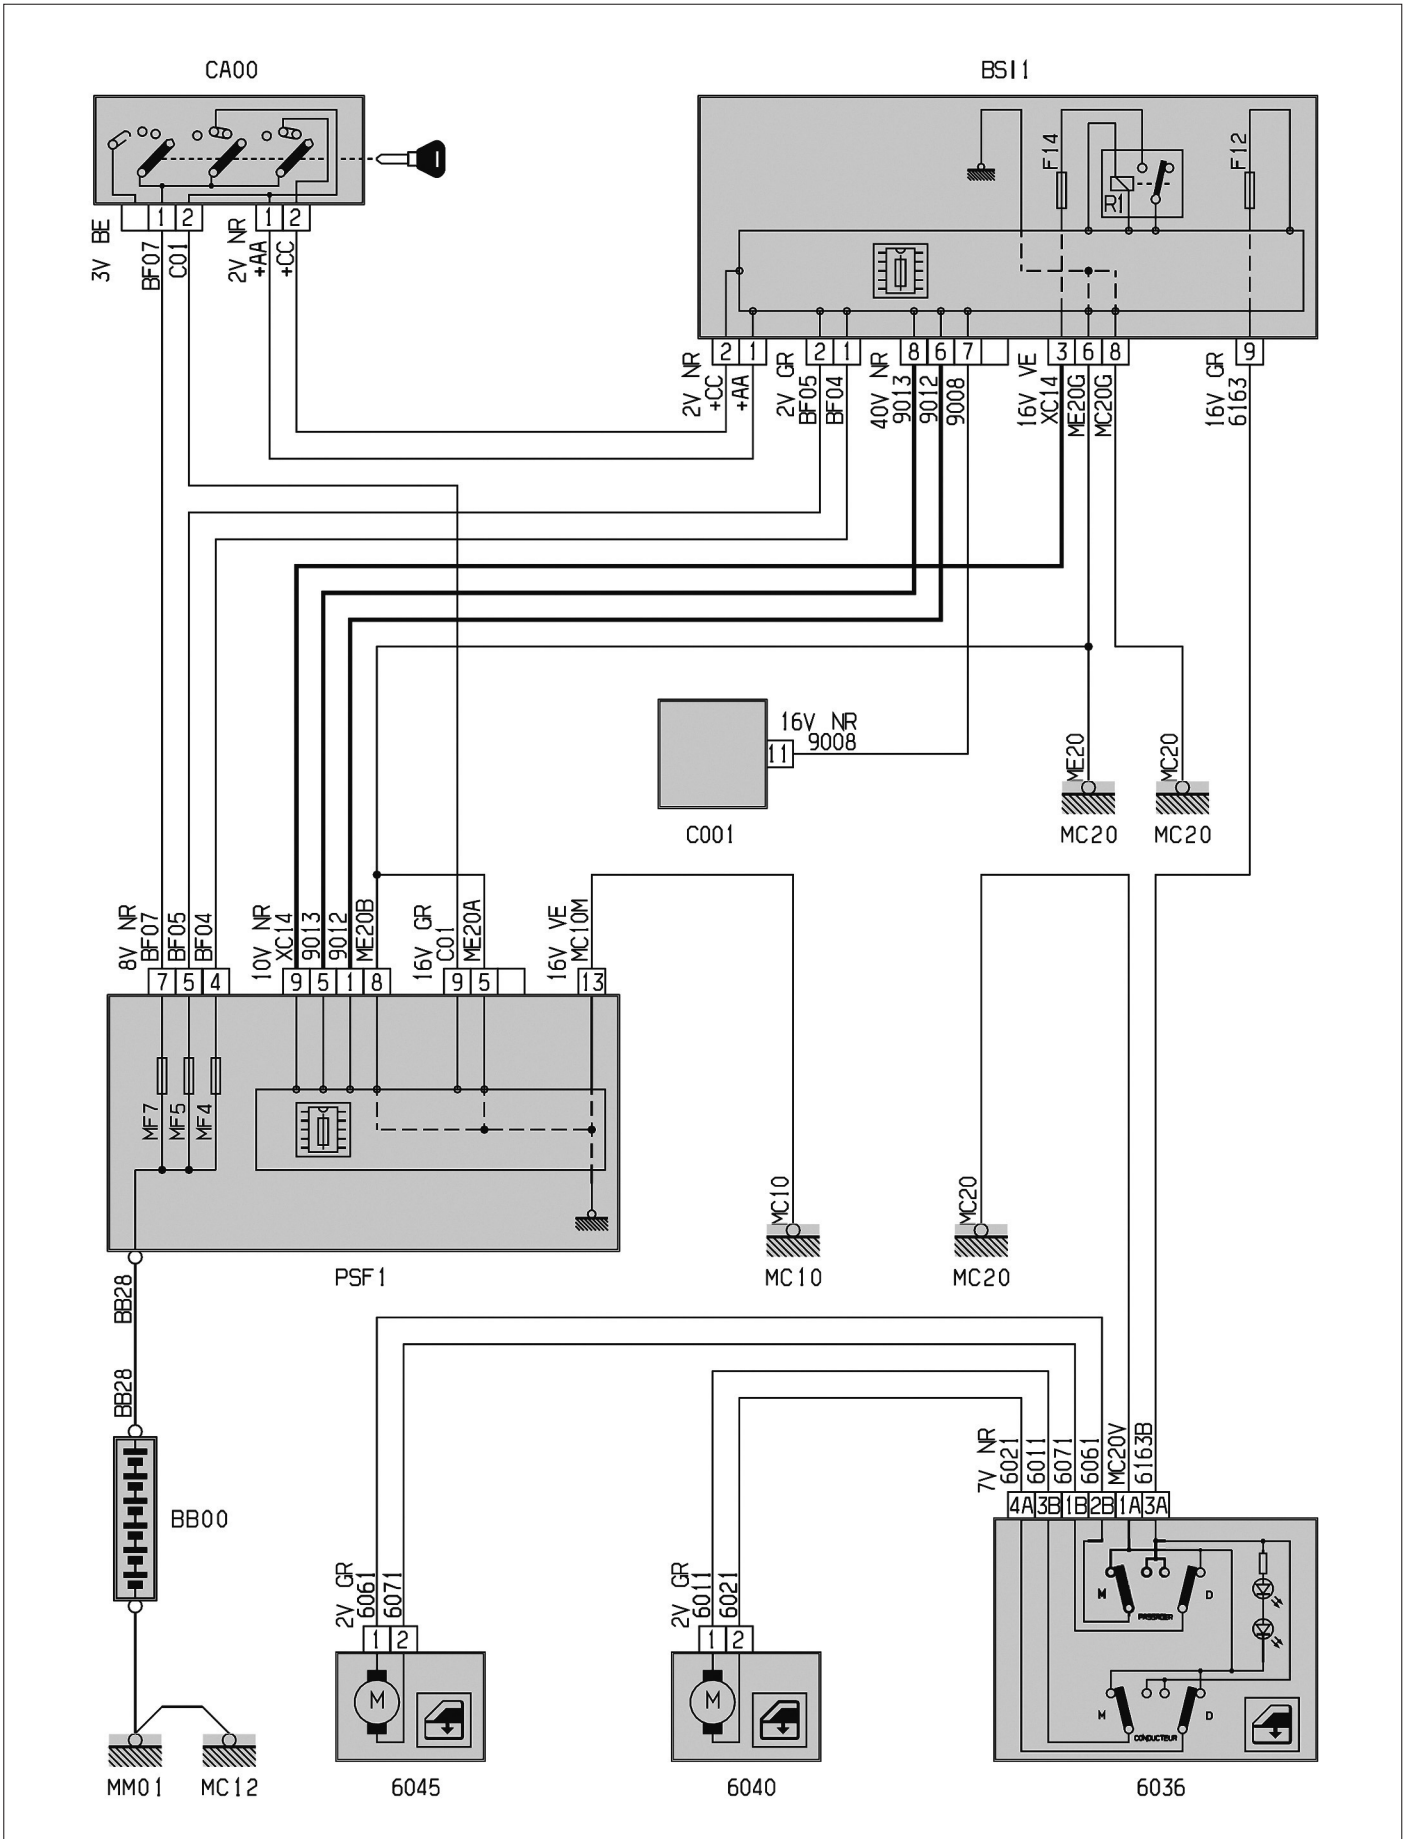 CA00
BSI1
F14
R1
F12
1 2 1 2
3V BE
BF07
C01
2V NR
+AA
+CC
2 1 2 1 8 6 7 3 6 8 9
2V NR
+CC
+AA
2V GR
BF05
BF04
40V NR
9013
9012
9008
16V VE
XC14
ME20G
MC20G
16V GR
6163
16V NR
9008
11
C001
ME20
MC20
MC20
MC20
8V NR
BF07
BF05
BF04
10V NR
XC14
9013
9012
ME20B
16V GR
C01
ME20A
16V VE
MC10M
7 5 4 9 5 1 8 9 5 13
MF7
MF5
MF4
PSF1
MC10
MC10
MC20
MC20
BB28
BB28
BB00
7V NR
6021
6011
6071
6061
MC20V
6163B
4A 3B 1B 2B 1A 3A
M
D
PASSAGER
M
D
CONDUCTEUR
2V GR
6061
6071
1 2
M
2V GR
6011
6021
1 2
M
MM01
MC12
6045
6040
6036